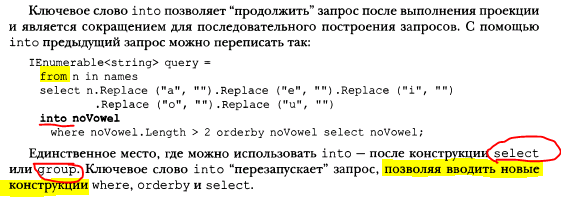 Ключевое слово into позволяет “продолжить” запрос после выполнения проекции
и является сокращением для последовательного построения запросов. С помощью
into предыдущий запрос можно переписать так:
IEnumerable<string> query =
from n in names
select n.Replace ("a", "").Replace ("e", "").Replace ("i", "")
.Replace ("o", "").Replace ("u", "")
into noVowel
where noVowel.Length > 2 orderby noVowel select noVowel;
Единственное место, где можно использовать into — после конструкции select
или group. Ключевое слово into “перезапускает” запрос, позволяя вводить новые
конструкции where, orderby и select.